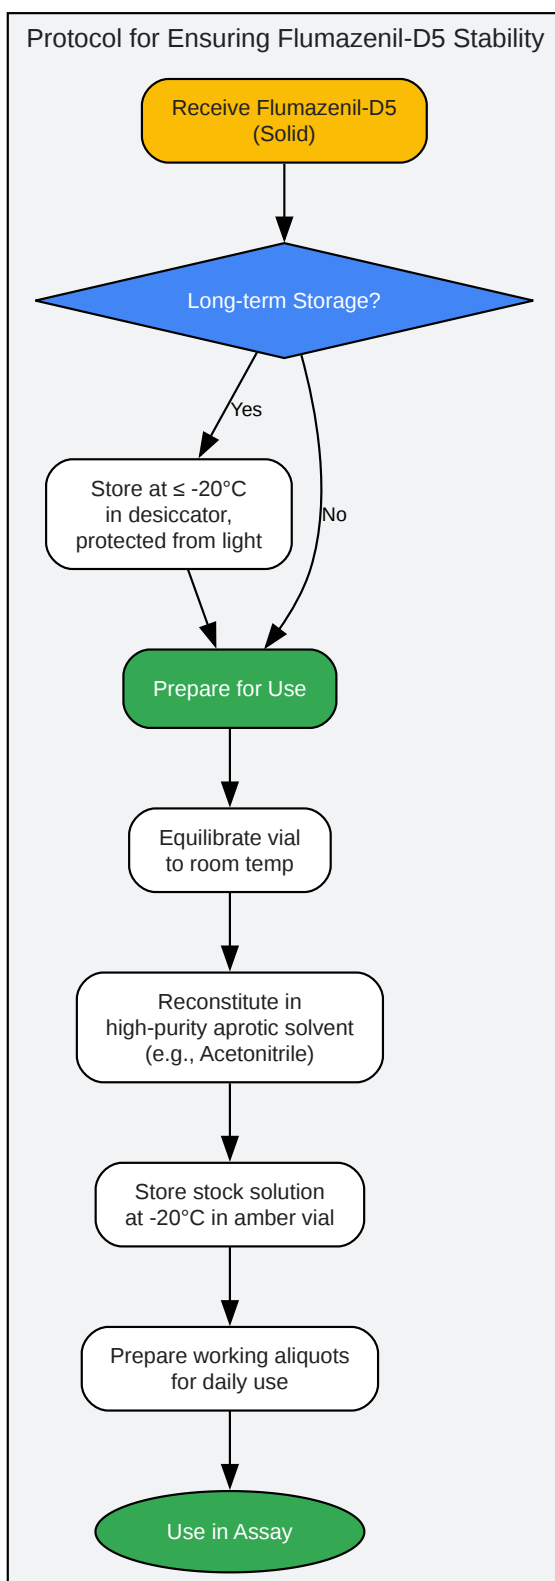 Protocol for Ensuring Flumazenil-D5 Stability
Receive Flumazenil-D5
(Solid)
Long-term Storage?
Yes
Store at ≤ -20°C
in desiccator,
protected from light
No
Prepare for Use
Equilibrate vial
to room temp
Reconstitute in
high-purity aprotic solvent
(e.g., Acetonitrile)
Store stock solution
at -20°C in amber vial
Prepare working aliquots
for daily use
Use in Assay